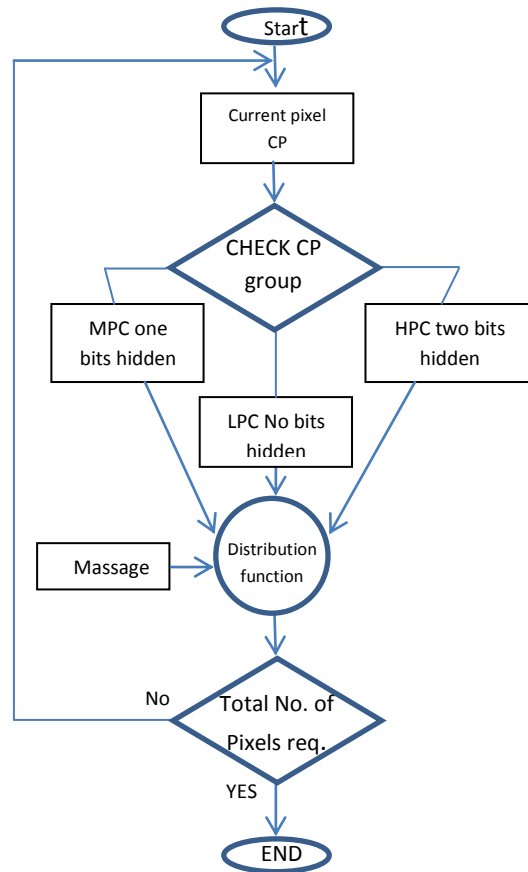 Start
Current pixel
CP
CHECK CP
group
MPC one
bits hidden
HPC two bits
hidden
LPC No bits
hidden
Distribution
function
Massage
No
Total No. of
Pixels req.
YES
END